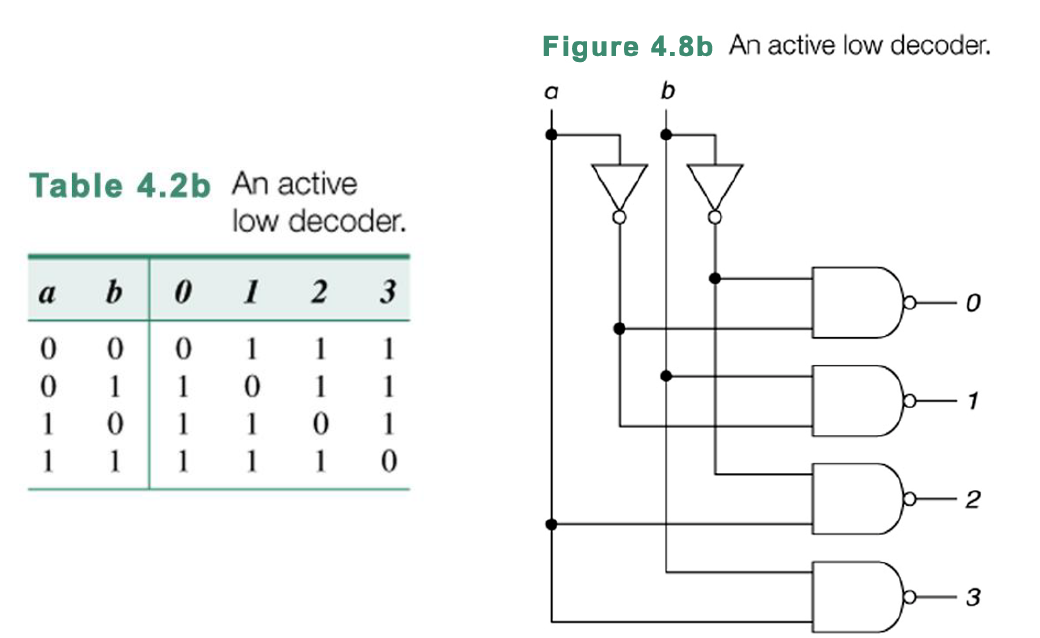 Table 4.2b An active
low decoder.
a b 0 1 2 3
0 0 0 1 1 1
0 1 1 0 1 1
1 0 1 1 0 1
1 1 1 1 1 0
Figure 4.8b An active low decoder.
a b
0
1
2
3